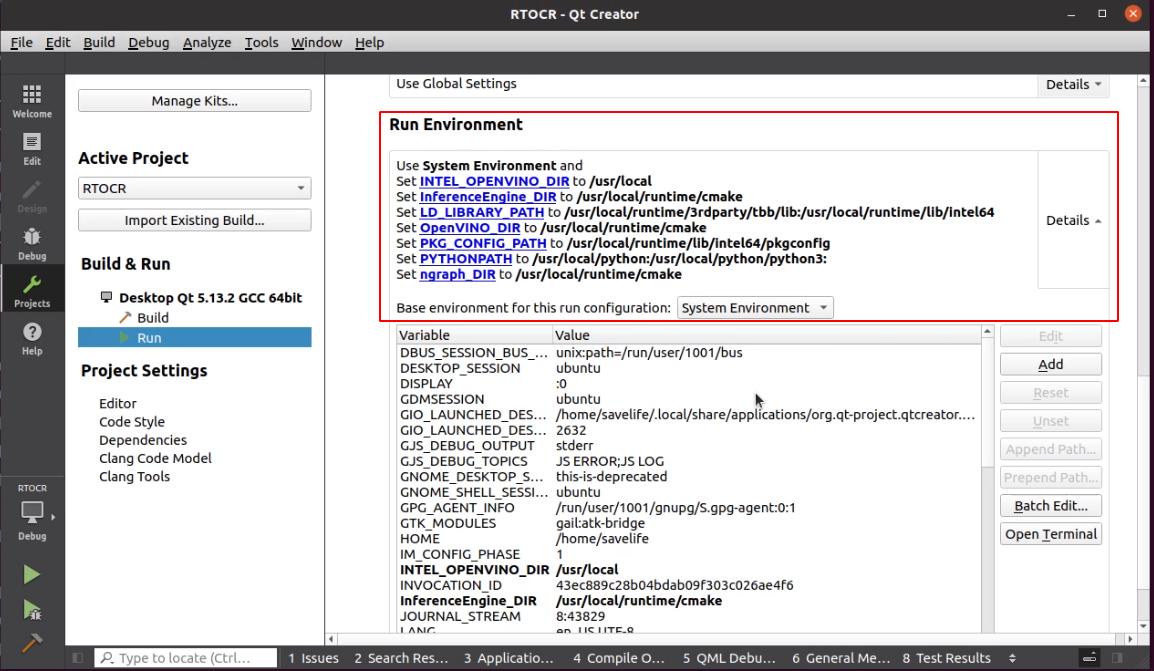 RTOCR - Qt Creator
File Edit Build Debug Analyze Tools Window Help
Welcome
Edit
Design
Debug
Projects
Help
RTOCR
Debug
Manage Kits...
Active Project
RTOCR
Import Existing Build...
Build & Run
Desktop Qt 5.13.2 GCC 64bit
Build
Run
Project Settings
Editor
Code Style
Dependencies
Clang Code Model
Clang Tools
Use Global Settings
Details
Run Environment
Use System Environment and
Set INTEL_OPENVINO_DIR to /usr/local
Set InferenceEngine_DIR to /usr/local/runtime/cmake
Set LD_LIBRARY_PATH to /usr/local/runtime/3rdparty/tbb/lib:/usr/local/runtime/lib/intel64
Set OpenVINO_DIR to /usr/local/runtime/cmake
Set PKG_CONFIG_PATH to /usr/local/runtime/lib/intel64/pkgconfig
Set PYTHONPATH to /usr/local/python:/usr/local/python/python3:
Set ngraph_DIR to /usr/local/runtime/cmake
Details
Base environment for this run configuration: System Environment
Variable Value
DBUS_SESSION_BUS_... unix:path=/run/user/1001/bus
DESKTOP_SESSION ubuntu
DISPLAY :0
GDMSESSION ubuntu
GIO_LAUNCHED_DES... /home/savelife/.local/share/applications/org.qt-project.qtcreator....
GIO_LAUNCHED_DES... 2632
GJS_DEBUG_OUTPUT stderr
GJS_DEBUG_TOPICS JS ERROR;JS LOG
GNOME_DESKTOP_S... this-is-deprecated
GNOME_SHELL_SESSI... ubuntu
GPG_AGENT_INFO /run/user/1001/gnupg/S.gpg-agent:0:1
GTK_MODULES gail:atk-bridge
HOME /home/savelife
IM_CONFIG_PHASE 1
INTEL_OPENVINO_DIR /usr/local
INVOCATION_ID 43ec889c28b04bdab09f303c026ae4f6
InferenceEngine_DIR /usr/local/runtime/cmake
JOURNAL_STREAM 8:43829
LANG en_US.UTF-8
Edit
Add
Reset
Unset
Append Path...
Prepend Path...
Batch Edit...
Open Terminal
Type to locate (Ctrl... 1 Issues 2 Search Res... 3 Applicatio... 4 Compile O... 5 QML Debu... 6 General Me... 8 Test Results